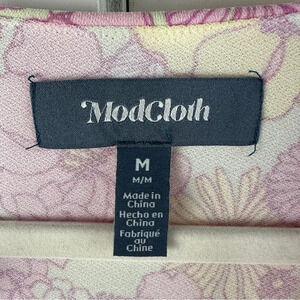 ModCloth
M
M/M
Made in
China
Hecho en
China
Fabriqué
au
Chine